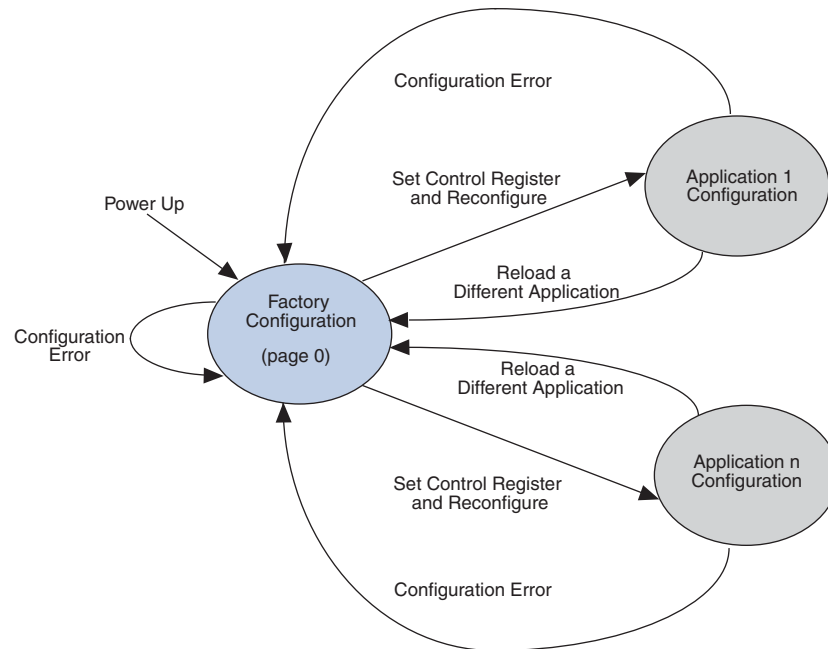 Configuration Error
Application 1
Configuration
Set Control Register
and Reconfigure
Power Up
Reload a
Different Application
Factory
Configuration
(page 0)
Configuration
Error
Reload a
Different Application
Application n
Configuration
Set Control Register
and Reconfigure
Configuration Error